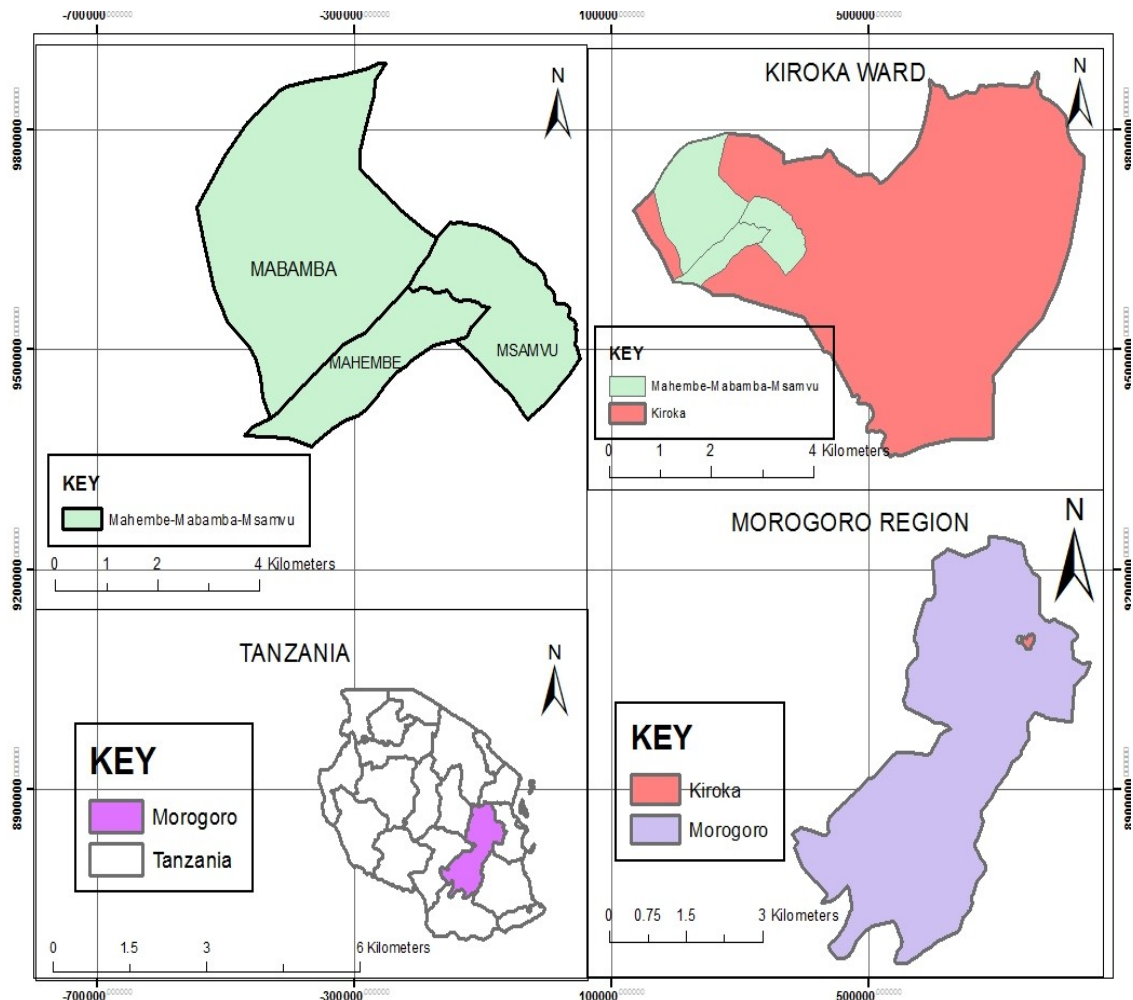 -700000 -300000 100000 500000
KIROKA WARD
N
N
9800000
9800000
MABAMBA
MAHEMBE
MSAMVU
9500000
9500000
KEY
Mahembe-Mabamba-Msamvu
Kiroka
0 1 2 4 Kilometers
KEY
Mahembe-Mabamba-Msamvu
0 1 2 4 Kilometers
MOROGORO REGION
N
9200000
9200000
TANZANIA
N
KEY
Morogoro
Tanzania
KEY
Kiroka
Morogoro
8900000
8900000
0 0.75 1.5 3 Kilometers
0 1.5 3 6 Kilometers
-700000 -300000 100000 500000